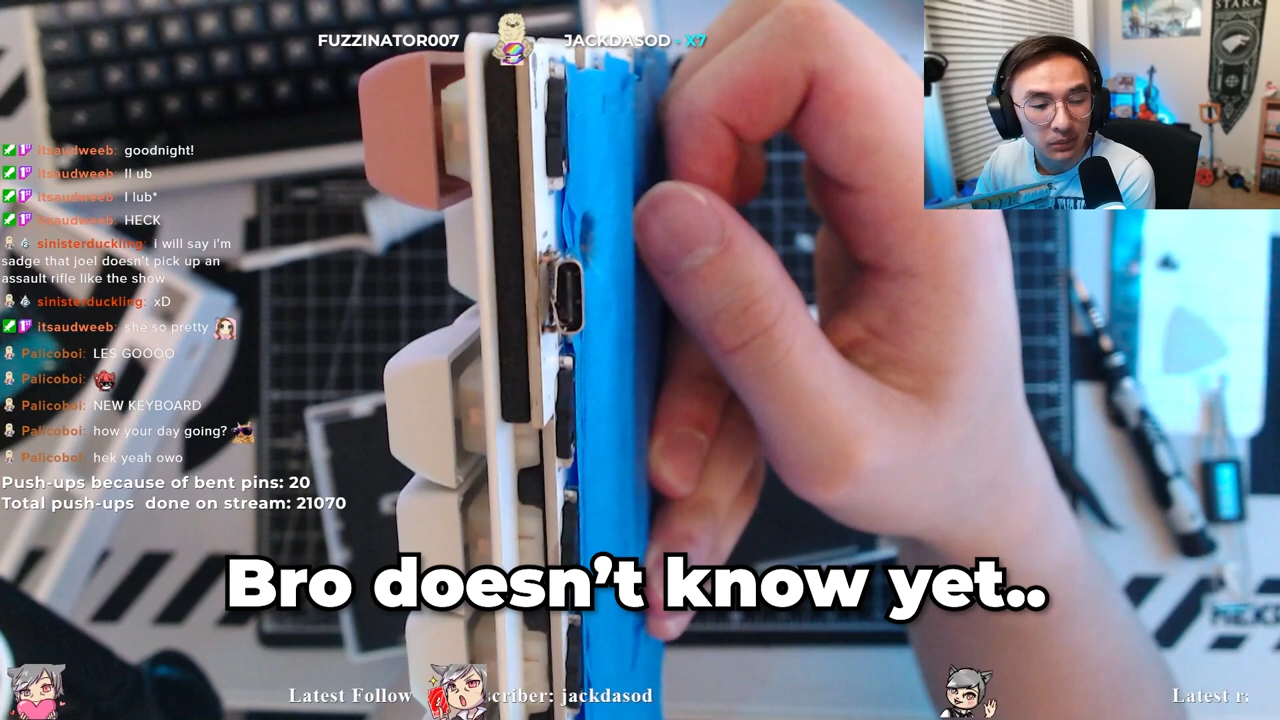 FUZZINATOR007
JACKDASOD - X7
STARK
itsaudweeb: goodnight!
itsaudweeb: II ub
itsaudweeb: I lub*
itsaudweeb: HECK
sinisterduckling: i will say i'm
sadge that joel doesn't pick up an
assault rifle like the show
sinisterduckling: xD
itsaudweeb: she so pretty
Palicoboi: LES GOOOO
Palicoboi:
Palicoboi: NEW KEYBOARD
Palicoboi: how your day going?
Palicoboi: hek yeah owo
Push-ups because of bent pins: 20
Total push-ups done on stream: 21070
Bro doesn't know yet..
Latest Follow
scriber: jackdasod
Latest r: